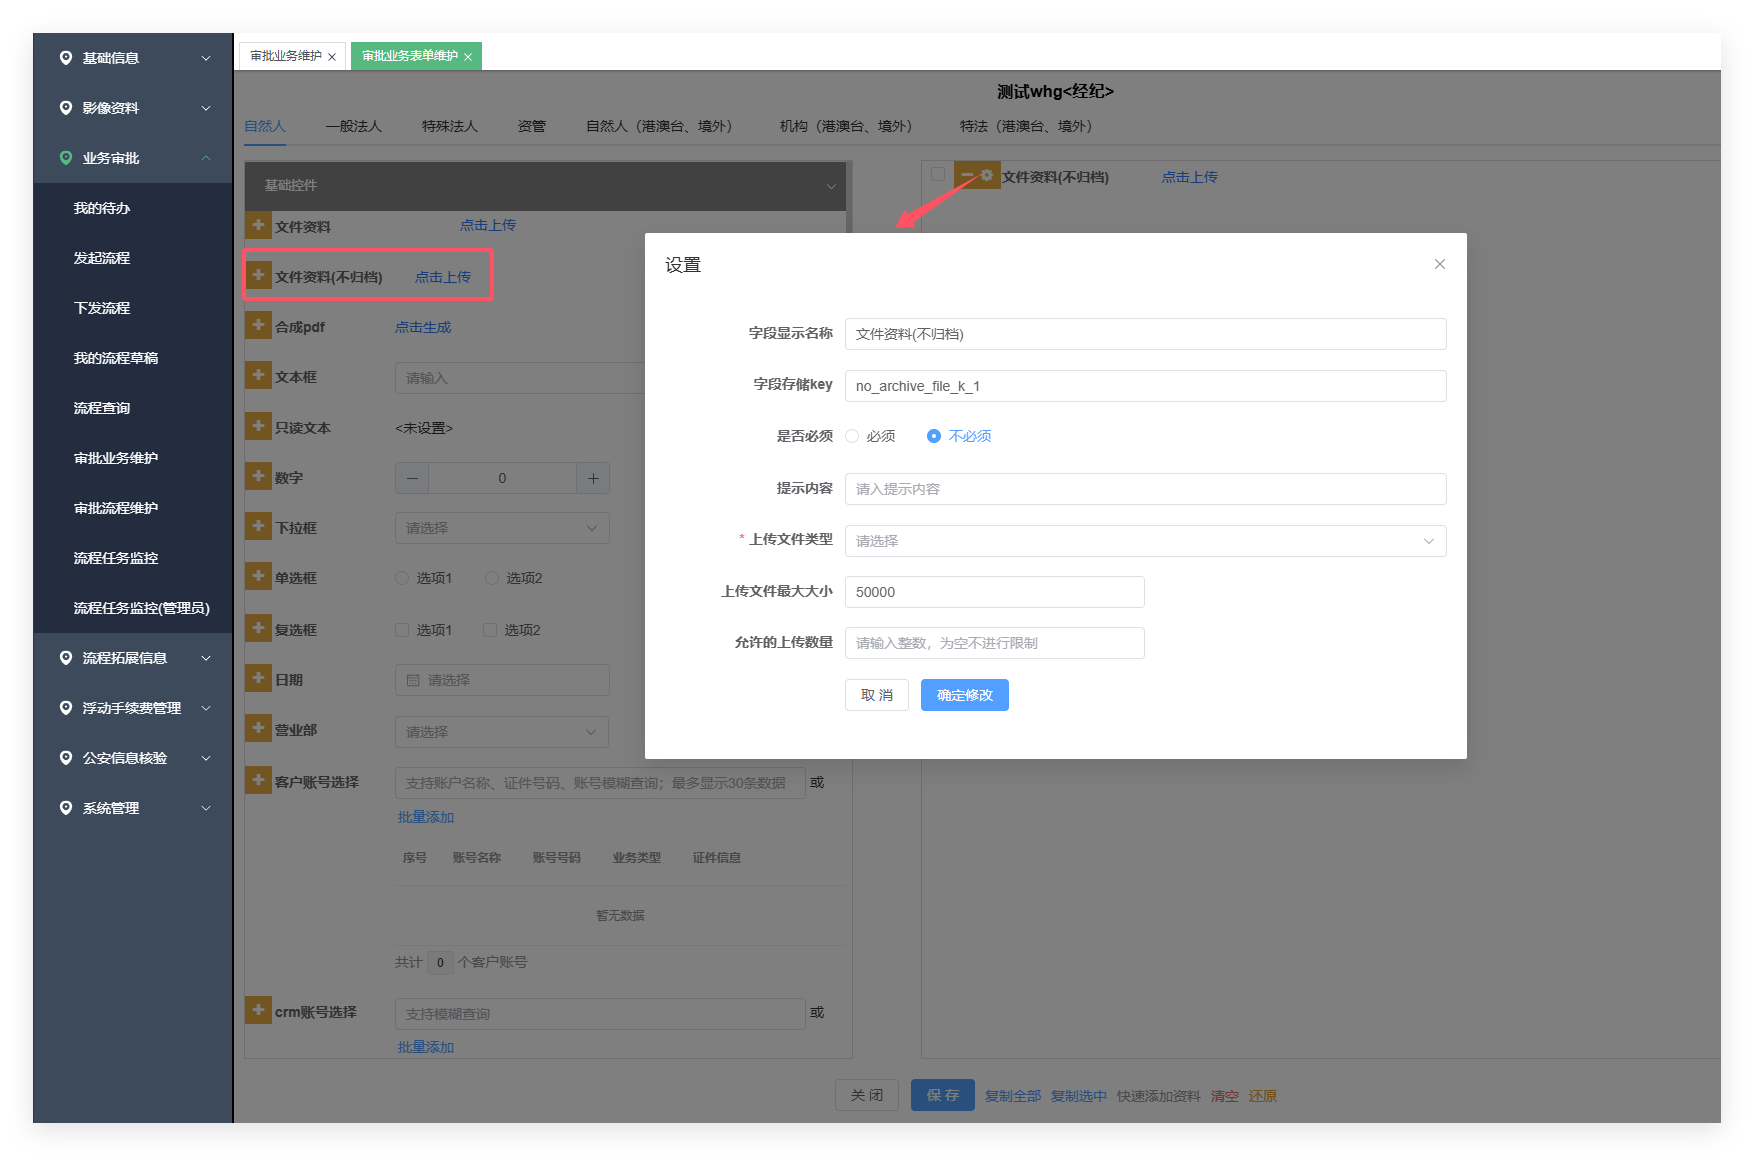 基础信息
影像资料
业务审批
我的待办
发起流程
下发流程
我的流程草稿
流程查询
审批业务维护
审批流程维护
流程任务监控
流程任务监控(管理员)
流程拓展信息
浮动手续费管理
公安信息核验
系统管理
审批业务维护
审批业务表单维护
测试whg<经纪>
自然人 一般法人 特殊法人 资管 自然人（港澳台、境外） 机构（港澳台、境外） 特法（港澳台、境外）
基础控件
文件资料 点击上传
文件资料(不归档) 点击上传
合成pdf 点击生成
文本框 请输入
只读文本 <未设置>
数字 0
下拉框 请选择
单选框 选项1 选项2
复选框 选项1 选项2
日期 请选择
营业部 请选择
客户账号选择 支持账户名称、证件号码、账号模糊查询；最多显示30条数据 或
批量添加
序号 账号名称 账号号码 业务类型 证件信息
暂无数据
共计 0 个客户账号
crm账号选择 支持模糊查询 或
批量添加
文件资料(不归档) 点击上传
设置
字段显示名称 文件资料(不归档)
字段存储key no_archive_file_k_1
是否必须 必须 不必须
提示内容 请入提示内容
* 上传文件类型 请选择
上传文件最大大小 50000
允许的上传数量 请输入整数，为空不进行限制
取 消 确定修改
关 闭 保 存 复制全部 复制选中 快速添加资料 清空 还原